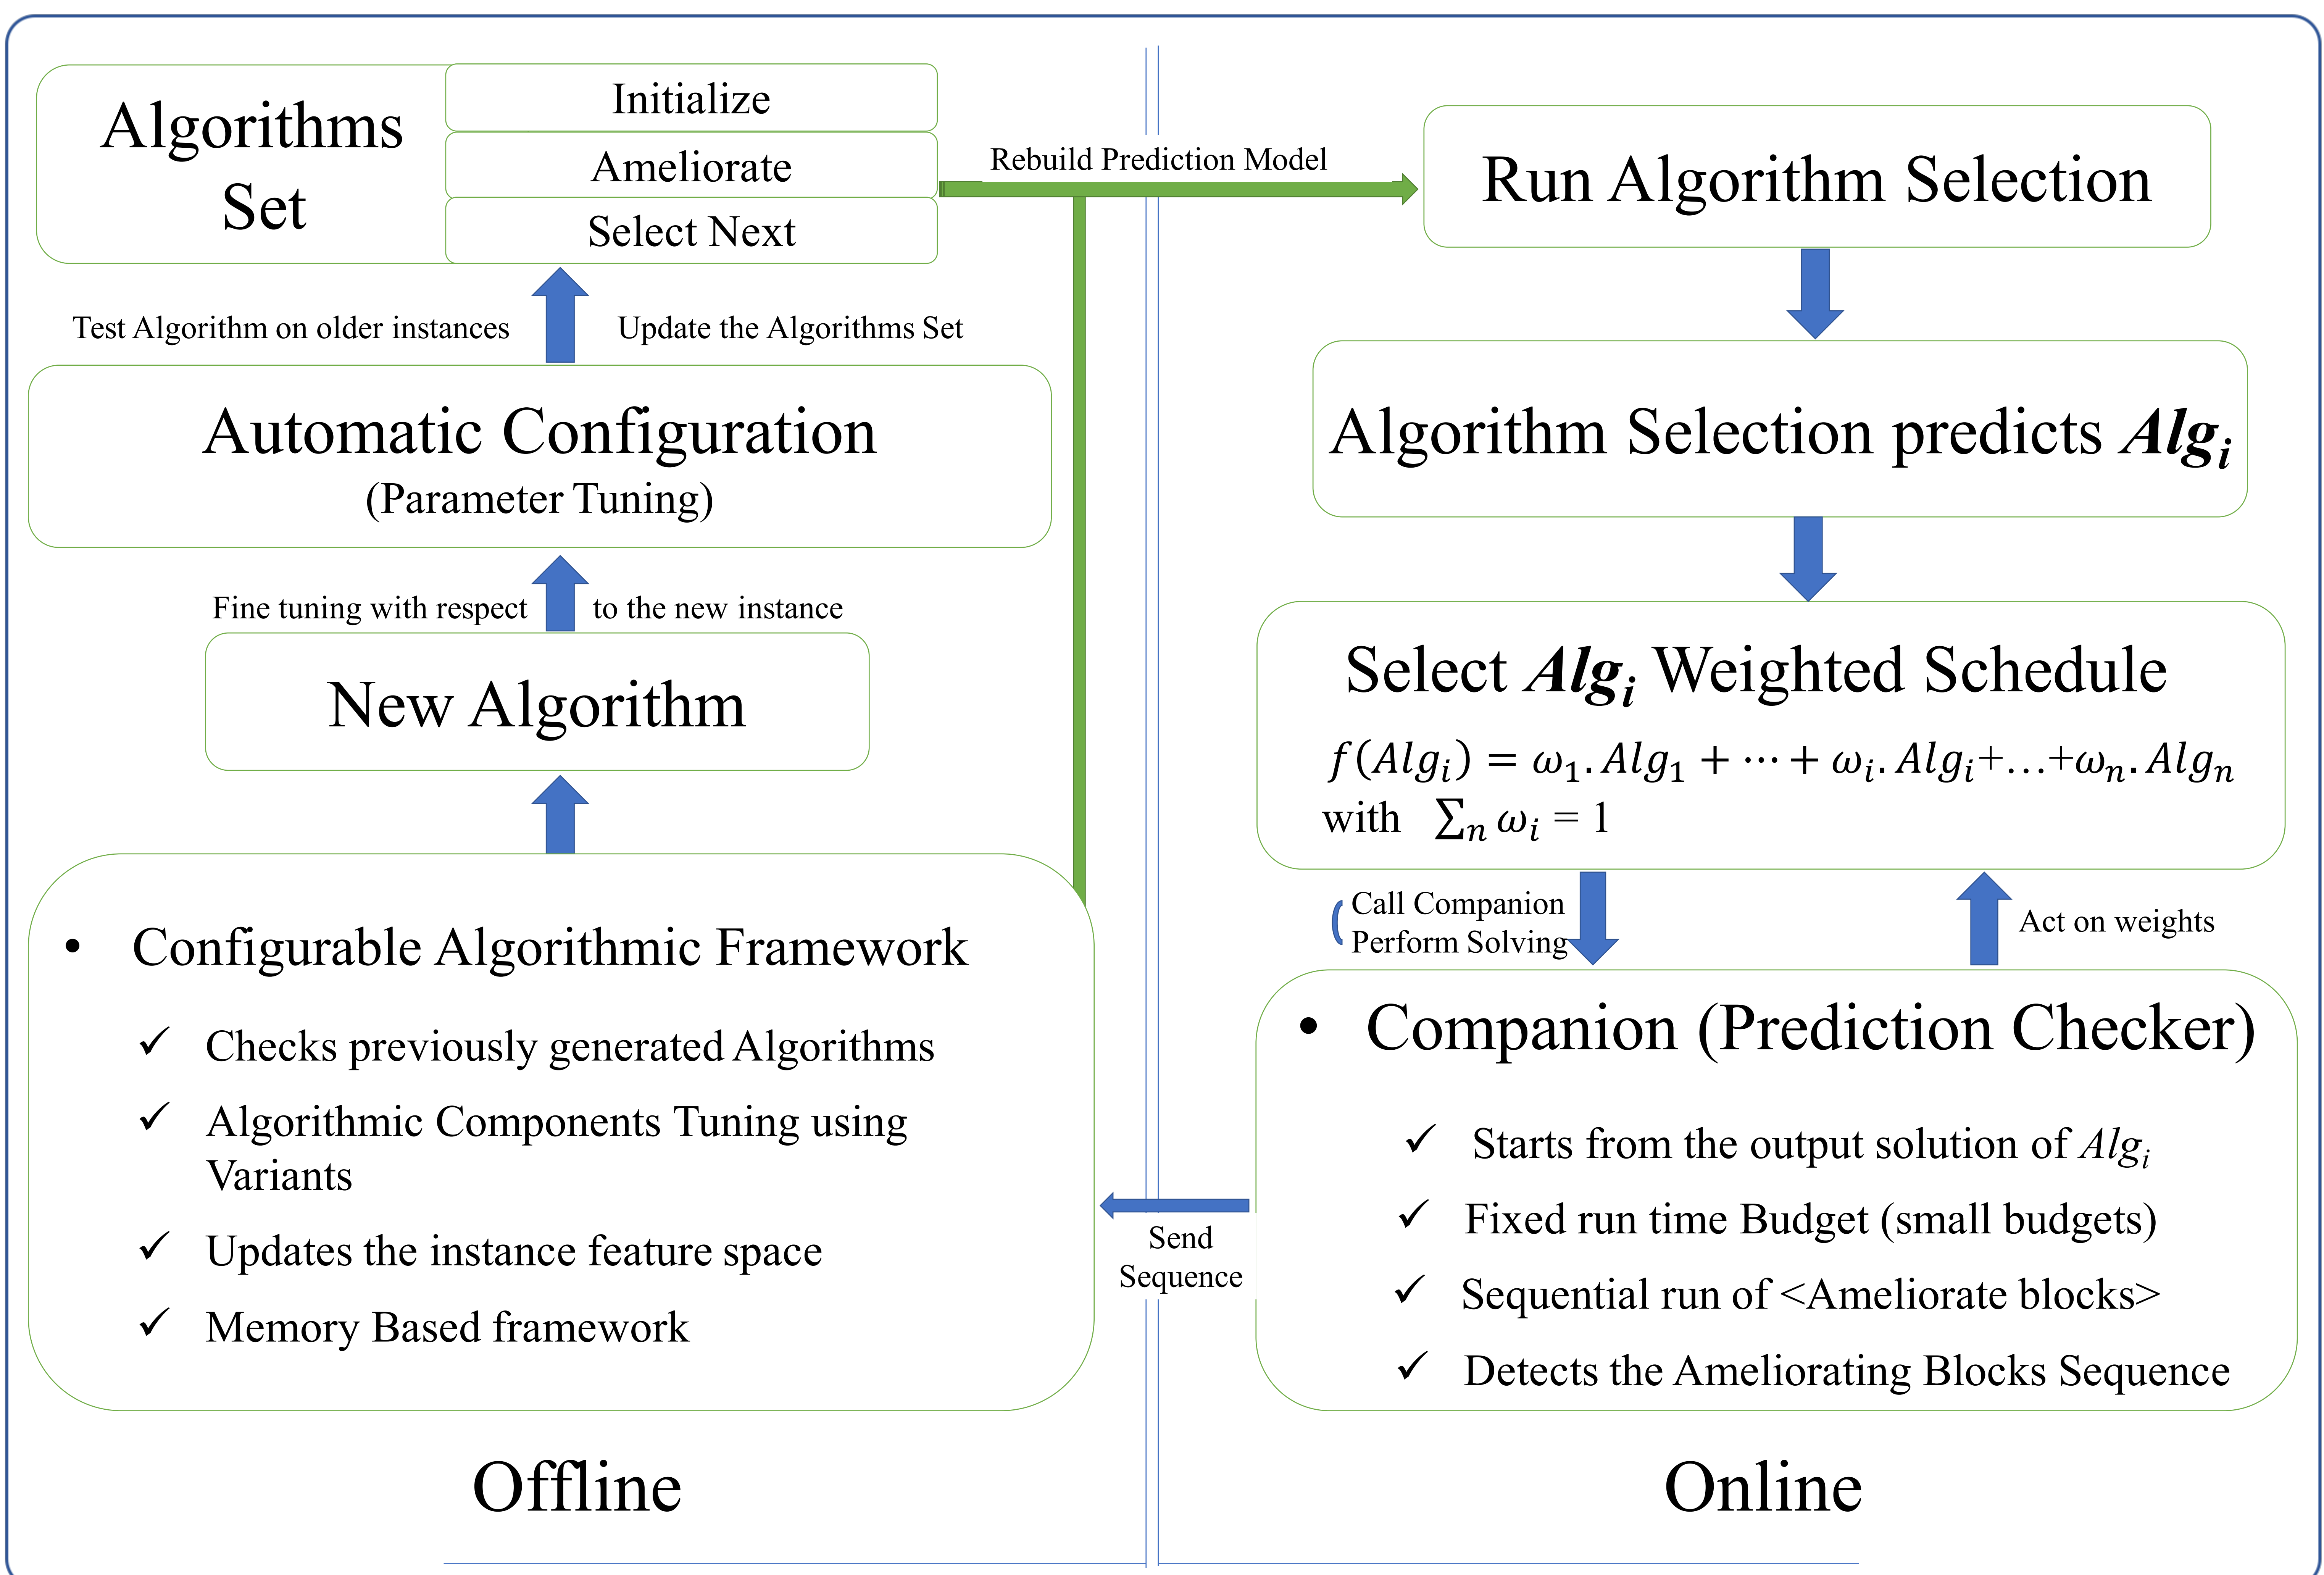 Algorithms
Set
Initialize
Ameliorate
Select Next
Test Algorithm on older instances
Update the Algorithms Set
Automatic Configuration
(Parameter Tuning)
Fine tuning with respect to the new instance
New Algorithm
• Configurable Algorithmic Framework
✓ Checks previously generated Algorithms
✓ Algorithmic Components Tuning using
Variants
✓ Updates the instance feature space
✓ Memory Based framework
Offline
Rebuild Prediction Model
Run Algorithm Selection
Algorithm Selection predicts Alg_i
Select Alg_i Weighted Schedule
f(Alg_i) = ω_1. Alg_1 + ⋯ + ω_i. Alg_i+…+ω_n. Alg_n
with ∑_n ω_i = 1
Call Companion
Perform Solving
Act on weights
• Companion (Prediction Checker)
✓ Starts from the output solution of Alg_i
✓ Fixed run time Budget (small budgets)
✓ Sequential run of <Ameliorate blocks>
✓ Detects the Ameliorating Blocks Sequence
Send
Sequence
Online